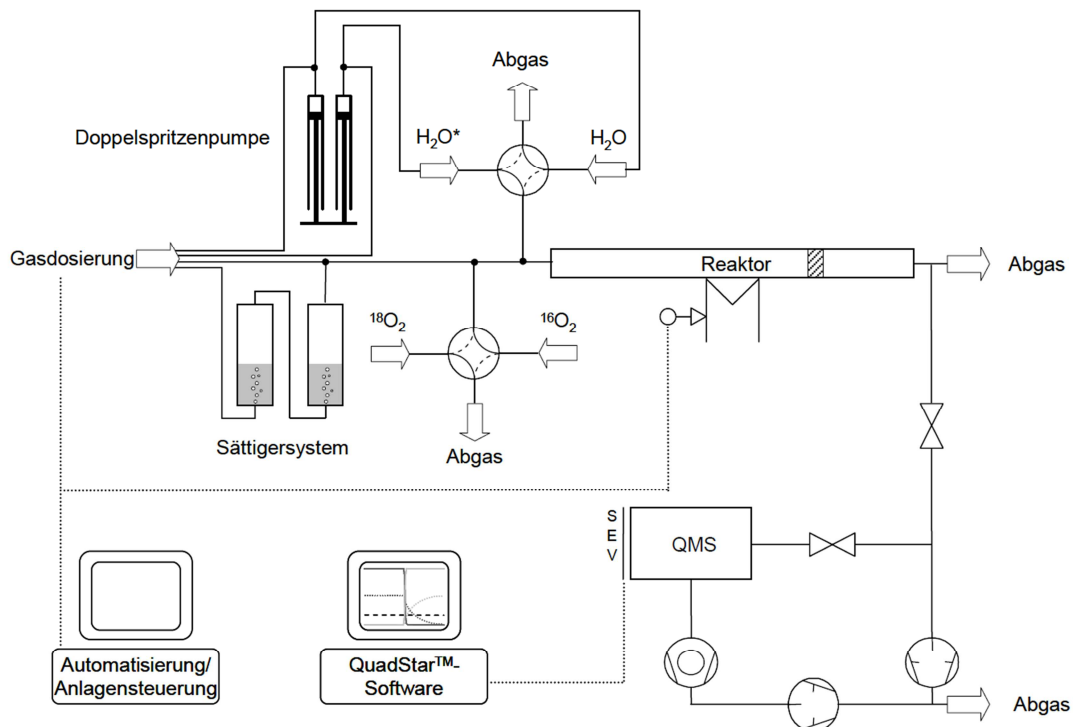 Abgas
Doppelspritzenpumpe
H₂O*
H₂O
Gasdosierung
Reaktor
Abgas
¹⁸O₂
¹⁶O₂
Sättigersystem
Abgas
S
E
V
QMS
Automatisierung/
Anlagensteuerung
QuadStar™-
Software
Abgas